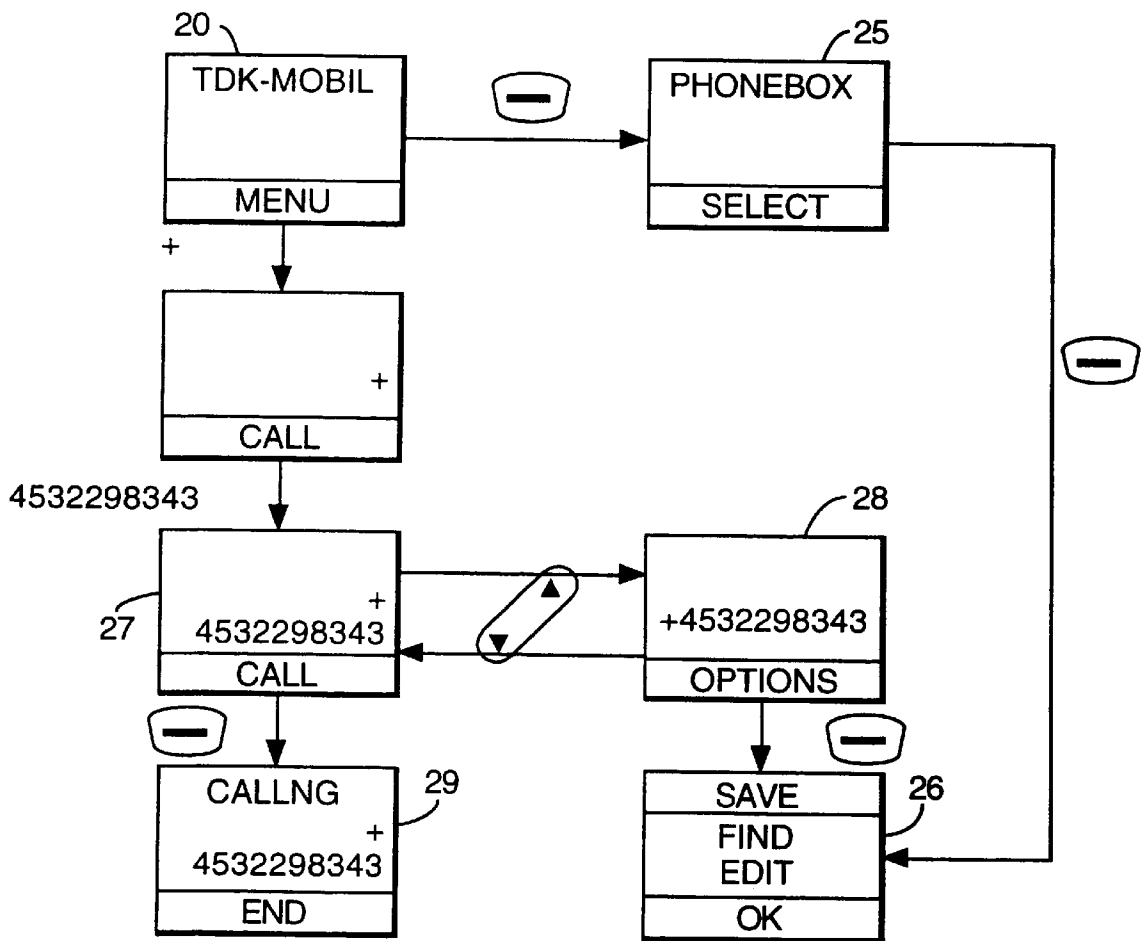 20
25
TDK-MOBIL
PHONEBOX
MENU
SELECT
+
+
CALL
4532298343
28
27
+
4532298343
+4532298343
CALL
OPTIONS
CALLNG
29
SAVE
26
+
FIND
4532298343
EDIT
END
OK